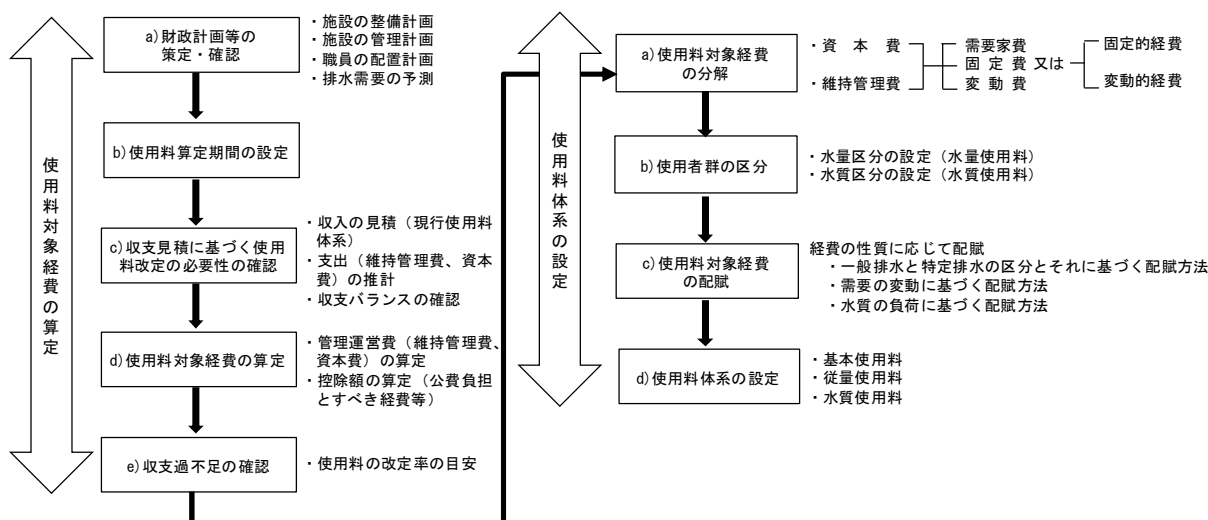 使用料対象経費の算定
a)財政計画等の
策定・確認
・施設の整備計画
・施設の管理計画
・職員の配置計画
・排水需要の予測
b)使用料算定期間の設定
c)収支見積に基づく使用
料改定の必要性の確認
・収入の見積（現行使用料
体系）
・支出（維持管理費、資本
費）の推計
・収支バランスの確認
d)使用料対象経費の算定
・管理運営費（維持管理費、
資本費）の算定
・控除額の算定（公費負担
とすべき経費等）
e)収支過不足の確認
・使用料の改定率の目安
使用料体系の設定
a)使用料対象経費
の分解
・資本費
・維持管理費
需要家費
固定費
変動費
又は
固定的経費
変動的経費
b)使用者群の区分
・水量区分の設定（水量使用料）
・水質区分の設定（水質使用料）
c)使用料対象経費
の配賦
経費の性質に応じて配賦
・一般排水と特定排水の区分とそれに基づく配賦方法
・需要の変動に基づく配賦方法
・水質の負荷に基づく配賦方法
d)使用料体系の設定
・基本使用料
・従量使用料
・水質使用料